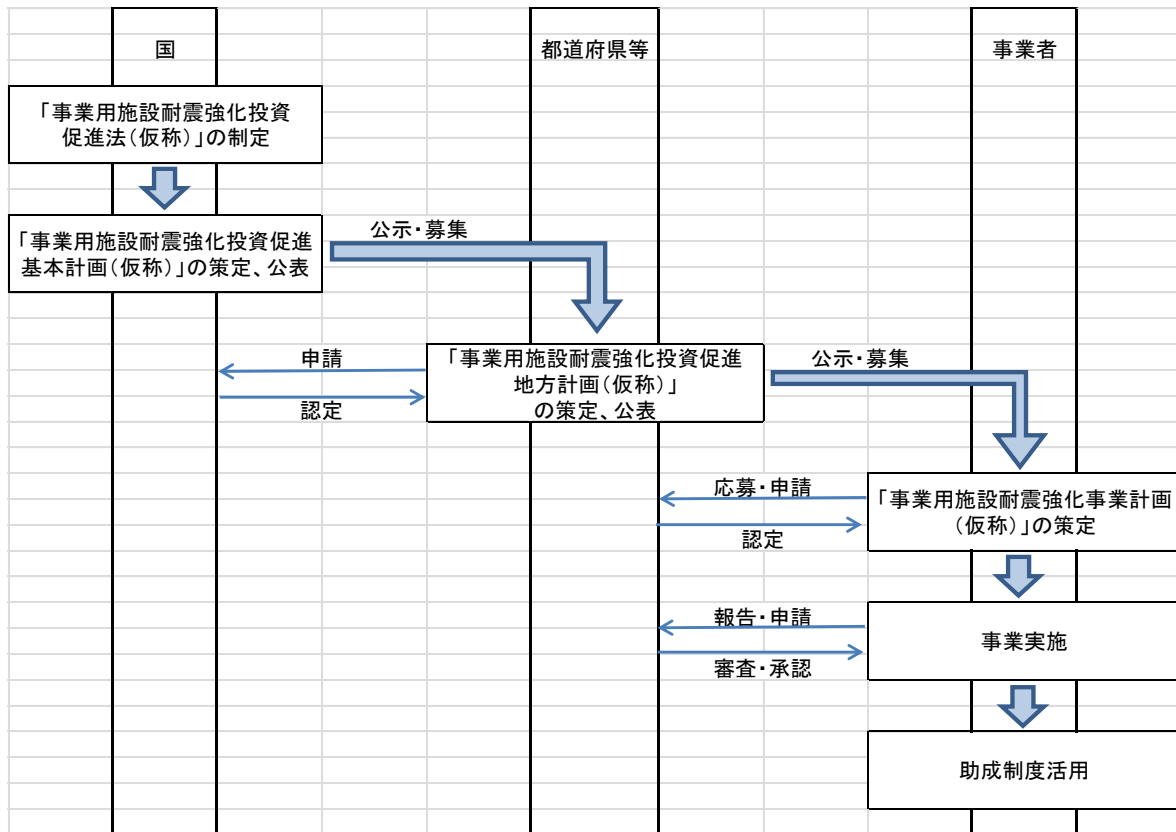 国
都道府県等
事業者
「事業用施設耐震強化投資
促進法(仮称)」の制定
「事業用施設耐震強化投資促進
基本計画(仮称)」の策定、公表
公示・募集
申請
認定
「事業用施設耐震強化投資促進
地方計画(仮称)」
の策定、公表
公示・募集
応募・申請
認定
「事業用施設耐震強化事業計画
(仮称)」の策定
報告・申請
審査・承認
事業実施
助成制度活用